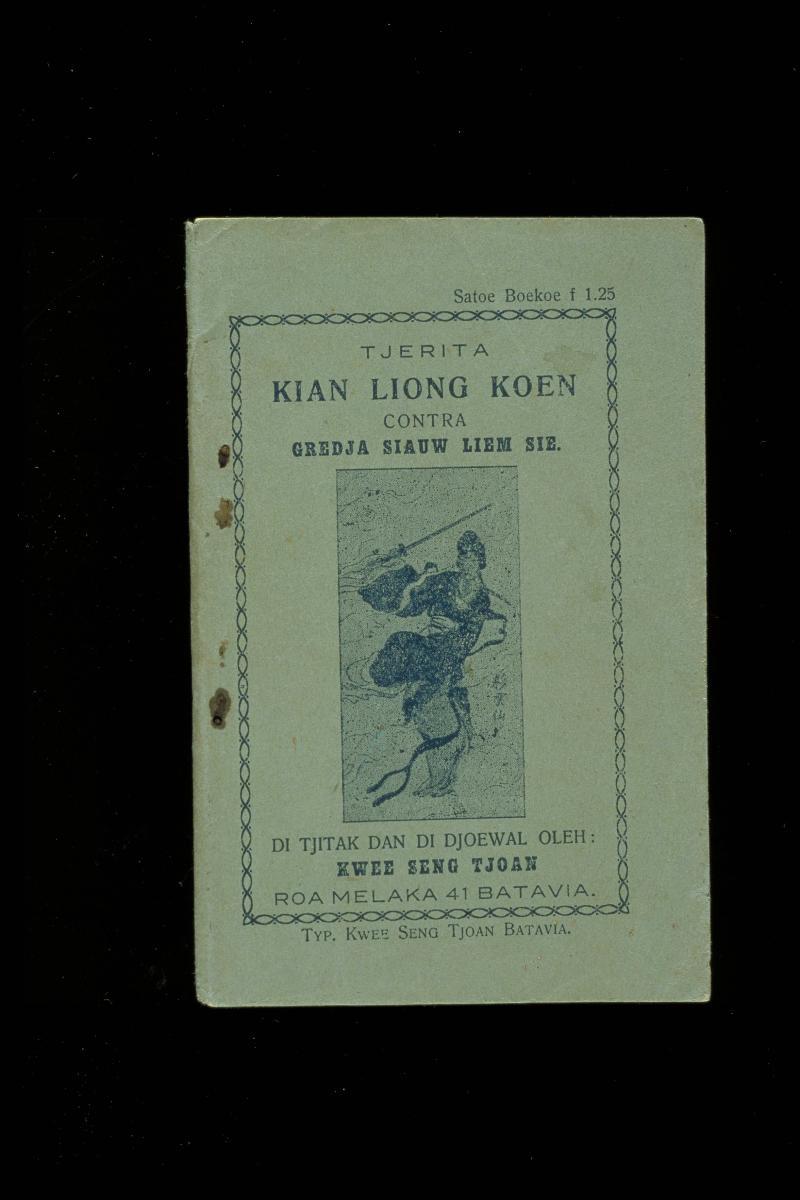 Satoe Boekoe f 1.25
TJERITA
KIAN LIONG KOEN
CONTRA
GREDJA SIAUW LIEM SIE.
DI TJITAK DAN DI DJOEWAL OLEH:
KWEE SENG TJOAN
ROA MELAKA 41 BATAVIA.
TYP. KWEE SENG TJOAN BATAVIA.